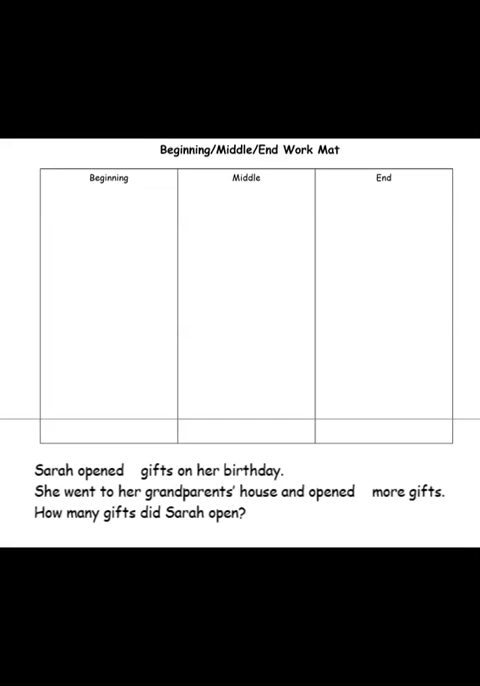 Beginning/Middle/End Work Mat
Beginning Middle End
Sarah opened gifts on her birthday.
She went to her grandparents' house and opened more gifts.
How many gifts did Sarah open?